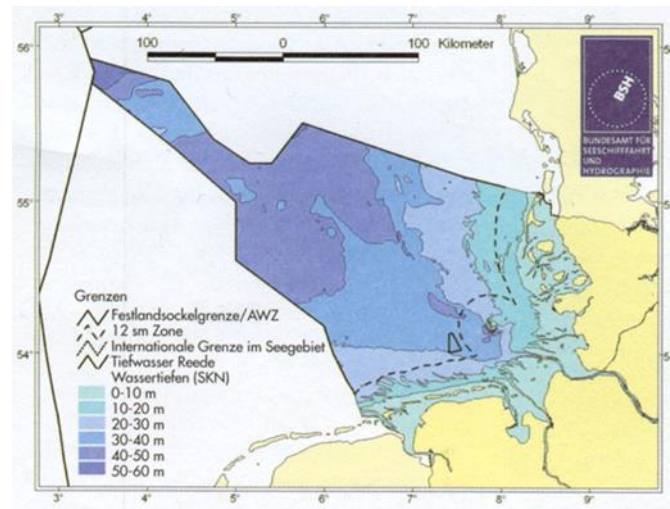 56°
100 0 100 Kilometer
BSH
BUNDESAMT FÜR
SEESCHIFFFAHRT
UND
HYDROGRAPHIE
55°
Grenzen
Festlandsockelgrenze/AWZ
12 sm Zone
Internationale Grenze im Seegebiet
Tiefwasser Reede
Wassertiefen (SKN)
54°
0-10 m
10-20 m
20-30 m
30-40 m
40-50 m
50-60 m
3° 4° 5° 6° 7° 8° 9°